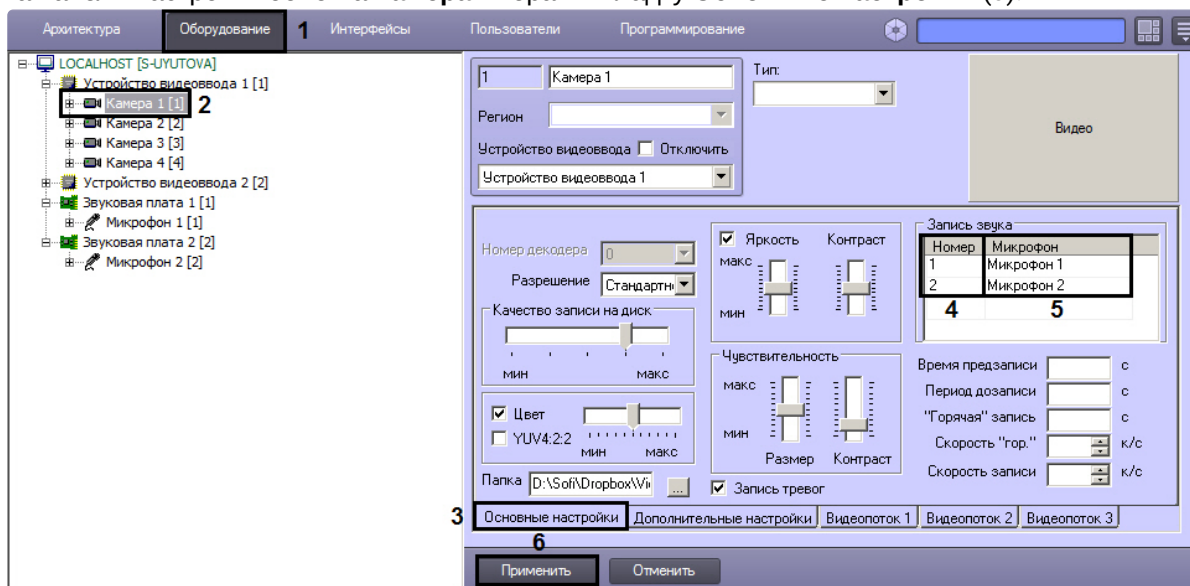 Архитектура Оборудование 1 Интерфейсы Пользователи Программирование
LOCALHOST [S-UYUTOVA]
Устройство видеоввода 1 [1]
Камера 1 [1] 2
Камера 2 [2]
Камера 3 [3]
Камера 4 [4]
Устройство видеоввода 2 [2]
Звуковая плата 1 [1]
Микрофон 1 [1]
Звуковая плата 2 [2]
Микрофон 2 [2]
1 Камера 1
Тип:
Регион
Устройство видеоввода Отключить
Устройство видеоввода 1
Видео
Номер декодера 0
Разрешение Стандартн
Качество записи на диск
мин макс
Цвет
YUV4:2:2
мин макс
Папка D:\Sofi\Dropbox\Vi ...
Яркость Контраст
макс
мин
Чувствительность
макс
мин
Размер Контраст
Запись тревог
Запись звука
Номер Микрофон
1 Микрофон 1
2 Микрофон 2
4 5
Время предзаписи с
Период дозаписи с
"Горячая" запись с
Скорость "гор." к/с
Скорость записи к/с
3 Основные настройки Дополнительные настройки Видеопоток 1 Видеопоток 2 Видеопоток 3
6
Применить Отменить